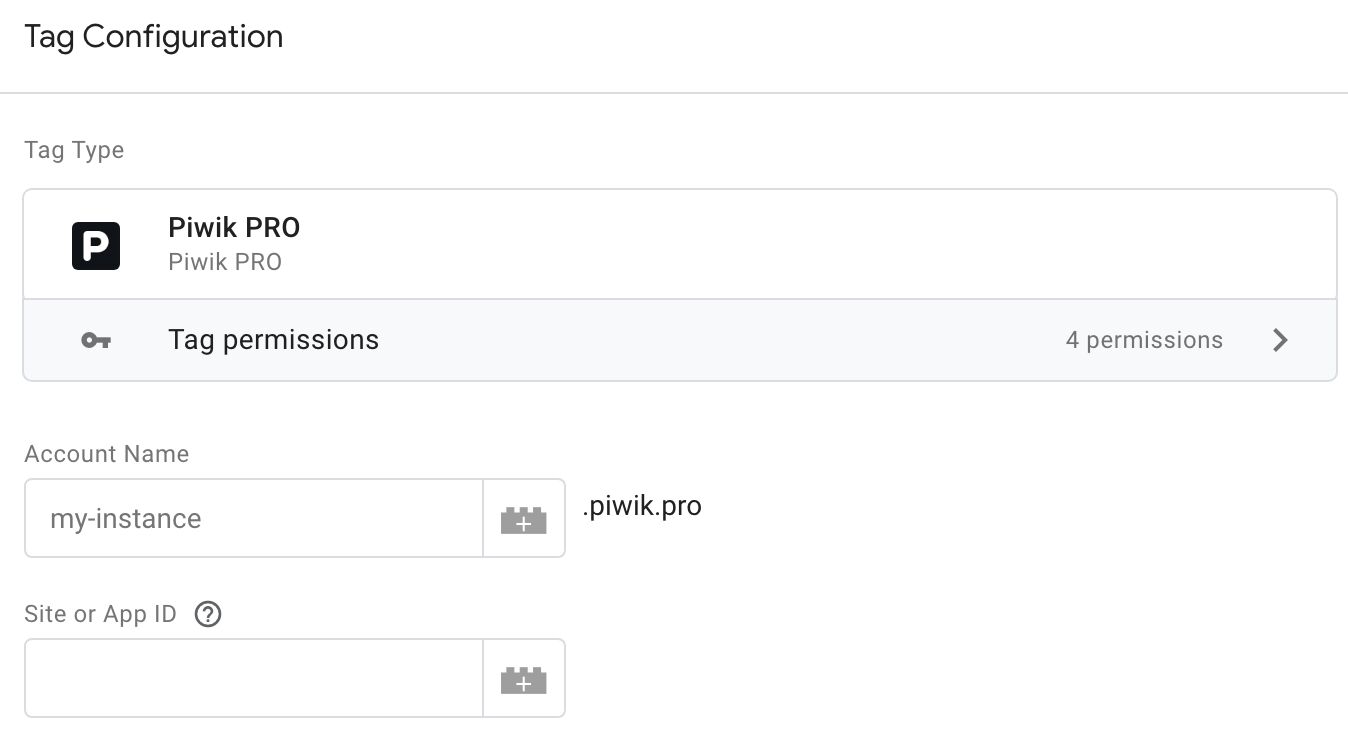 Tag Configuration
Tag Type
P
Piwik PRO
Piwik PRO
Tag permissions 4 permissions
Account Name
my-instance .piwik.pro
Site or App ID ?